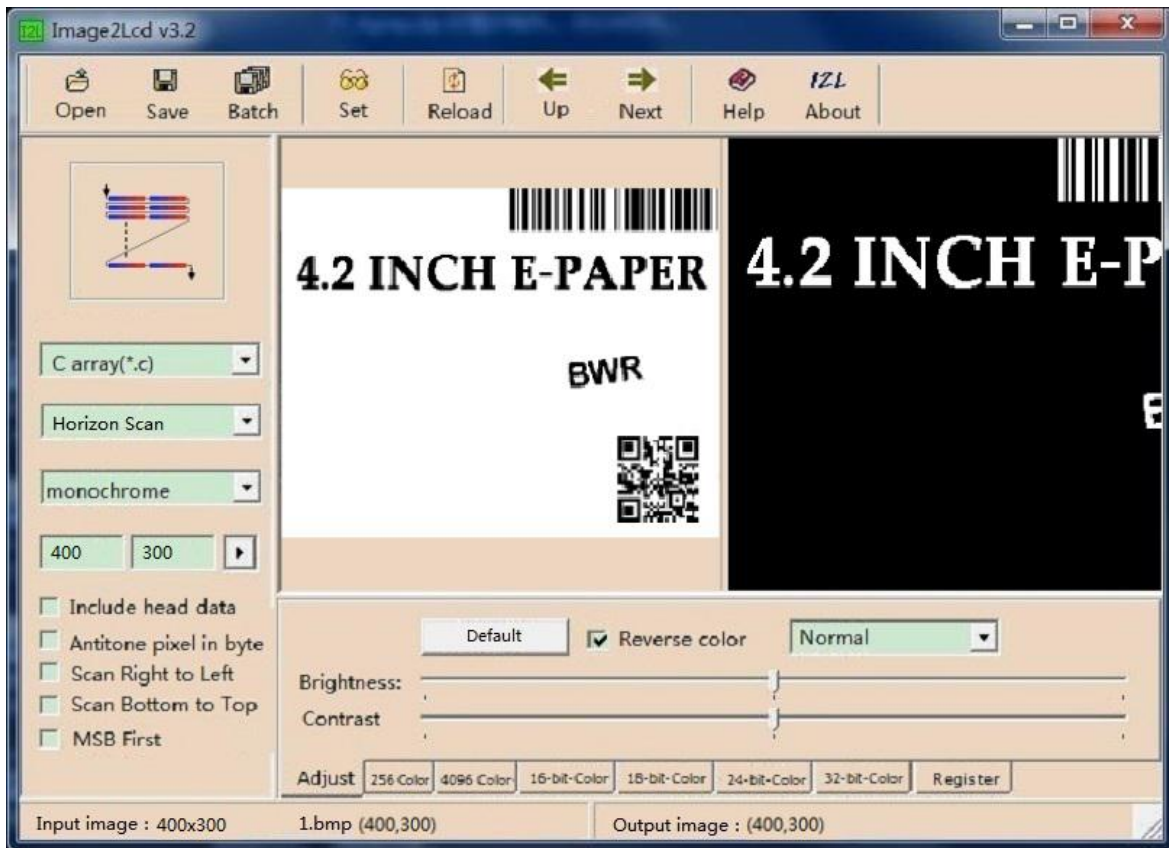 I2L Image2Lcd v3.2
Open Save Batch Set Reload Up Next Help About
I2L
4.2 INCH E-PAPER
4.2 INCH E-P
C array(*.c)
BWR
Horizon Scan
monochrome
400 300
Include head data
Antitone pixel in byte
Scan Right to Left
Scan Bottom to Top
MSB First
Default Reverse color Normal
Brightness:
Contrast
Adjust 256 Color 4096 Color 16-bit-Color 18-bit-Color 24-bit-Color 32-bit-Color Register
Input image : 400x300 1.bmp (400,300) Output image : (400,300)